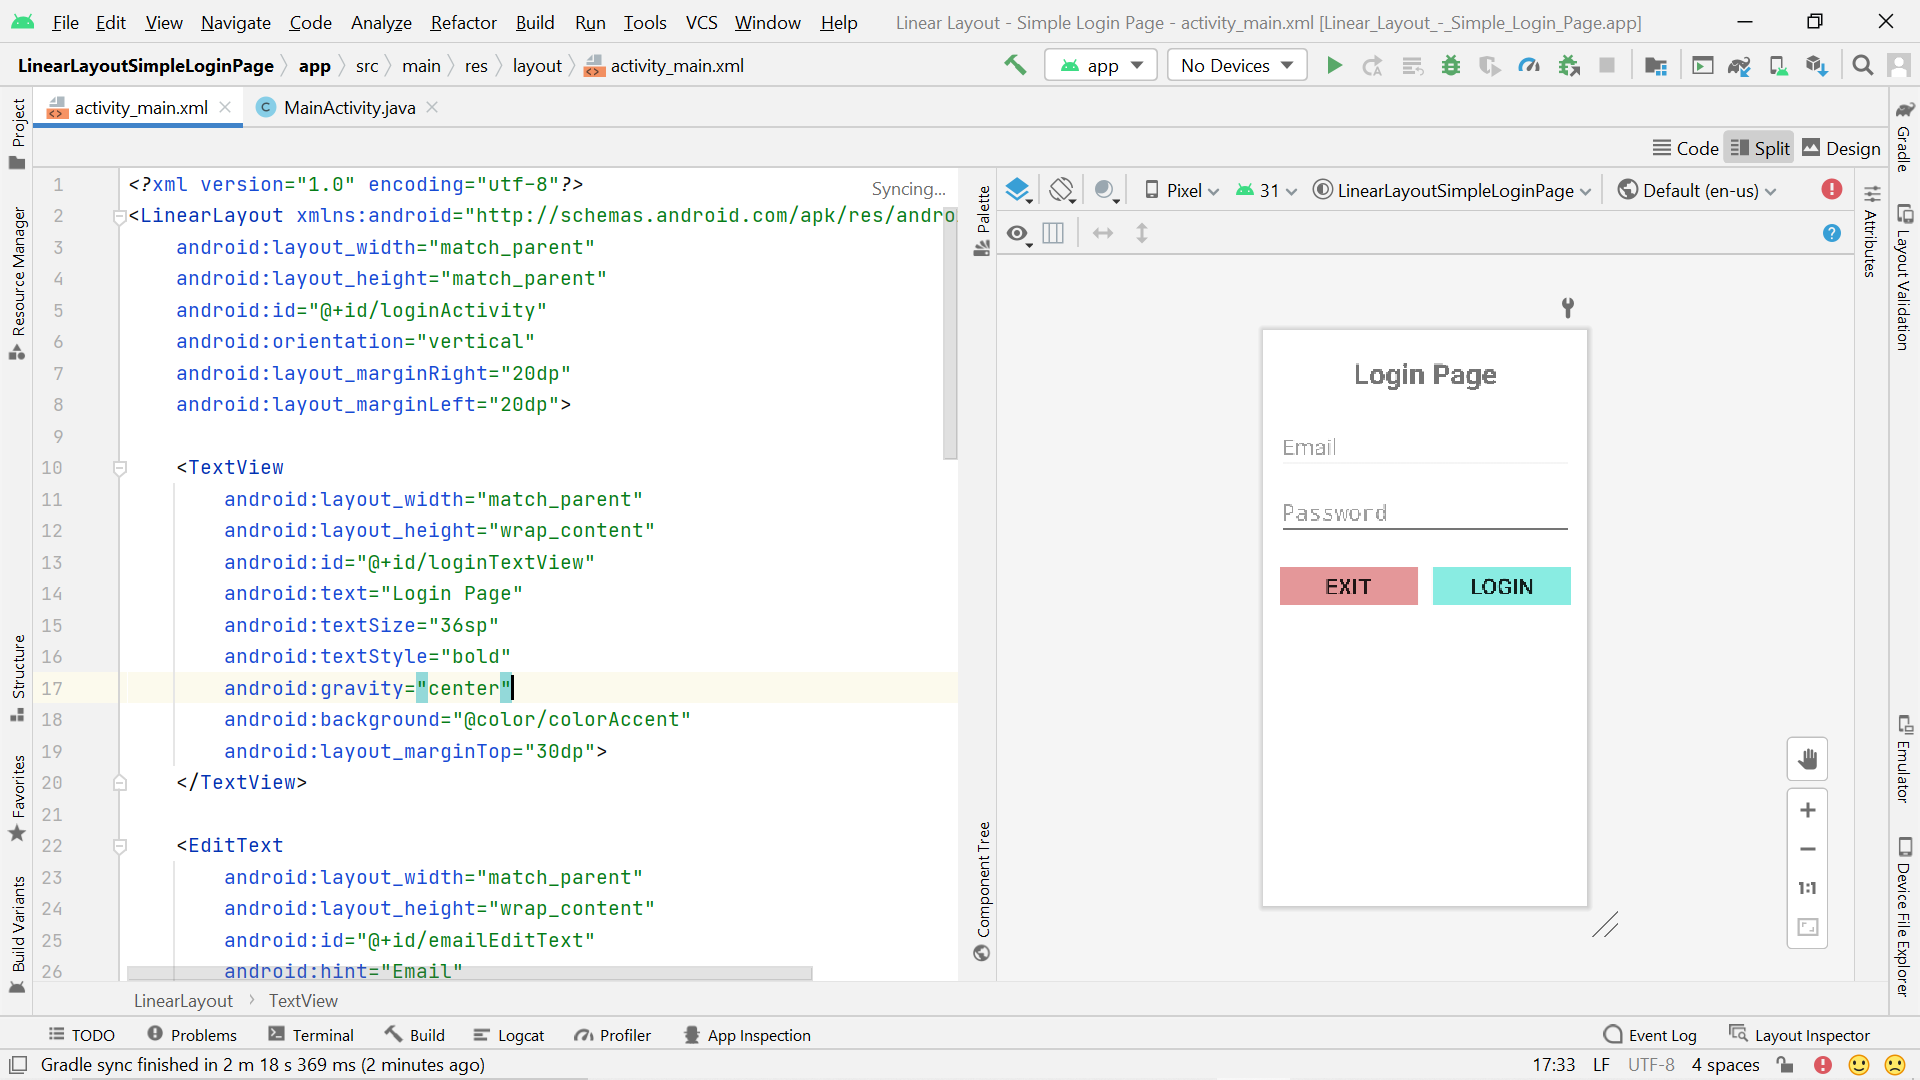 File Edit View Navigate Code Analyze Refactor Build Run Tools VCS Window Help Linear Layout - Simple Login Page - activity_main.xml [Linear_Layout_-_Simple_Login_Page.app]
LinearLayoutSimpleLoginPage app src main res layout activity_main.xml app No Devices
activity_main.xml MainActivity.java
Code Split Design
Project
Resource Manager
Structure
Favorites
Build Variants
1 <?xml version="1.0" encoding="utf-8"?> Syncing...
2 <LinearLayout xmlns:android="http://schemas.android.com/apk/res/andro
3 android:layout_width="match_parent"
4 android:layout_height="match_parent"
5 android:id="@+id/loginActivity"
6 android:orientation="vertical"
7 android:layout_marginRight="20dp"
8 android:layout_marginLeft="20dp">
9
10 <TextView
11 android:layout_width="match_parent"
12 android:layout_height="wrap_content"
13 android:id="@+id/loginTextView"
14 android:text="Login Page"
15 android:textSize="36sp"
16 android:textStyle="bold"
17 android:gravity="center"
18 android:background="@color/colorAccent"
19 android:layout_marginTop="30dp">
20 </TextView>
21
22 <EditText
23 android:layout_width="match_parent"
24 android:layout_height="wrap_content"
25 android:id="@+id/emailEditText"
26 android:hint="Email"
LinearLayout TextView
Palette
Component Tree
Pixel 31 LinearLayoutSimpleLoginPage Default (en-us)
Login Page
Email
Password
EXIT LOGIN
1:1
Attributes
Gradle
Layout Validation
Emulator
Device File Explorer
TODO Problems Terminal Build Logcat Profiler App Inspection Event Log Layout Inspector
Gradle sync finished in 2 m 18 s 369 ms (2 minutes ago) 17:33 LF UTF-8 4 spaces